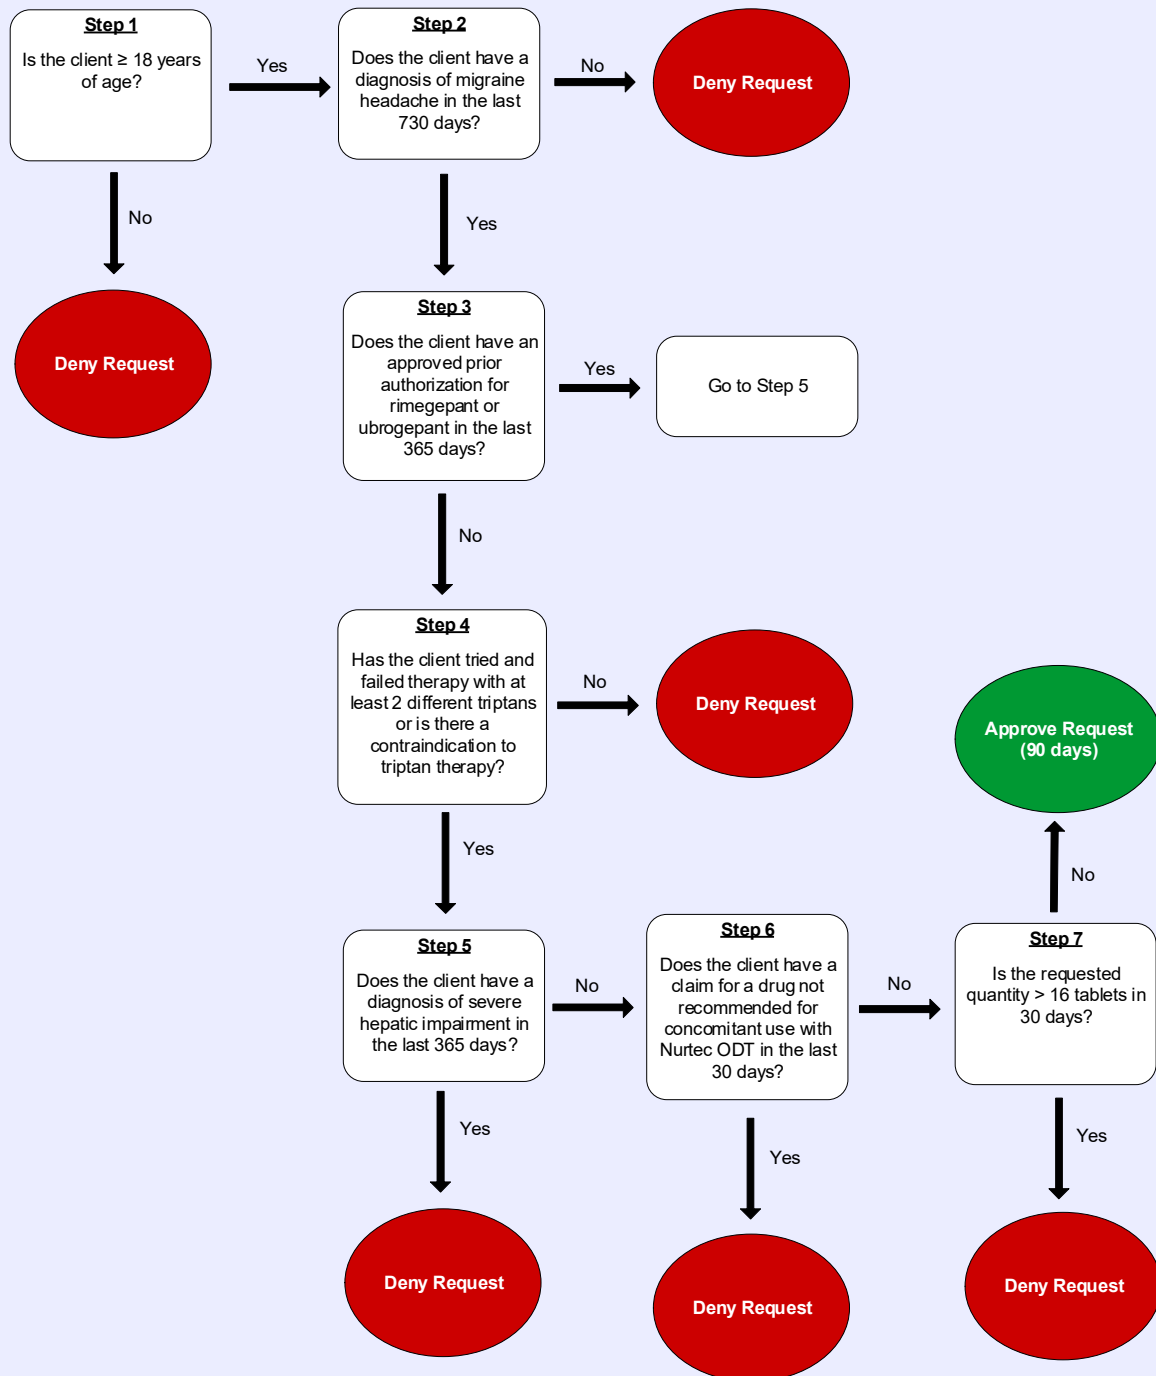 Step 1
Is the client ≥ 18 years
of age?
Yes
Step 2
Does the client have a
diagnosis of migraine
headache in the last
730 days?
No
Deny Request
No
Deny Request
Yes
Step 3
Does the client have an
approved prior
authorization for
rimegepant or
ubrogepant in the last
365 days?
Yes
Go to Step 5
No
Step 4
Has the client tried and
failed therapy with at
least 2 different triptans
or is there a
contraindication to
triptan therapy?
No
Deny Request
Yes
Step 5
Does the client have a
diagnosis of severe
hepatic impairment in
the last 365 days?
No
Step 6
Does the client have a
claim for a drug not
recommended for
concomitant use with
Nurtec ODT in the last
30 days?
No
Step 7
Is the requested
quantity > 16 tablets in
30 days?
No
Approve Request
(90 days)
Yes
Deny Request
Yes
Deny Request
Yes
Deny Request